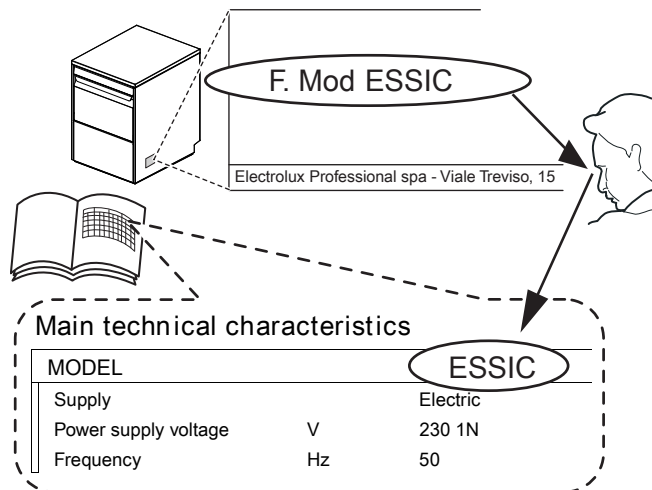 F. Mod ESSIC
Electrolux Professional spa - Viale Treviso, 15
Main technical characteristics
MODEL ESSIC
Supply Electric
Power supply voltage V 230 1N
Frequency Hz 50